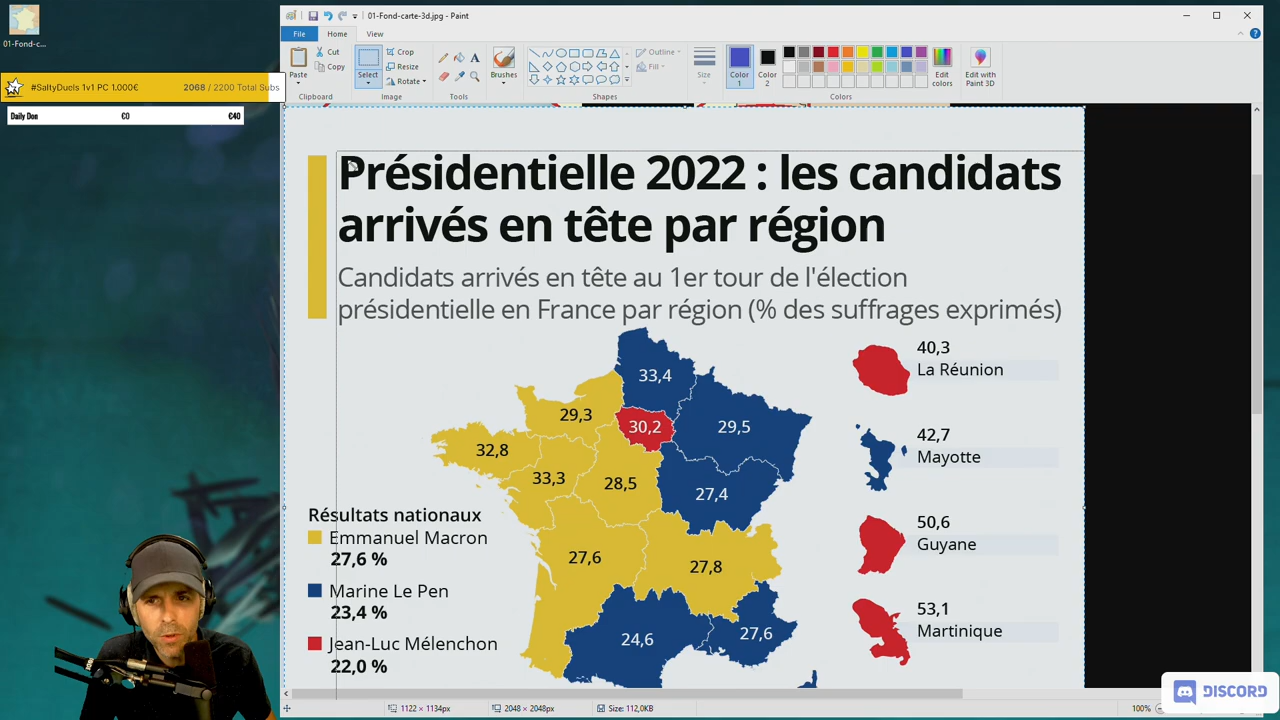 01-Fond-carte-3d.jpg - Paint
File
Home
View
Paste
Cut
Copy
Clipboard
Select
Crop
Resize
Rotate
Image
Tools
Brushes
Shapes
Outline
Fill
Size
Color
1
Color
2
Colors
Edit
colors
Edit with
Paint 3D
01-Fond-c...
#SaltyDuels 1v1 PC 1.000€
2068 / 2200 Total Subs
Daily Don
€0
€40
Présidentielle 2022 : les candidats
arrivés en tête par région
Candidats arrivés en tête au 1er tour de l'élection
présidentielle en France par région (% des suffrages exprimés)
33,4
29,3
30,2
29,5
32,8
33,3
28,5
27,4
27,6
27,8
24,6
27,6
40,3
La Réunion
42,7
Mayotte
50,6
Guyane
53,1
Martinique
Résultats nationaux
Emmanuel Macron
27,6 %
Marine Le Pen
23,4 %
Jean-Luc Mélenchon
22,0 %
1122 × 1134px
2048 × 2048px
Size: 112,0KB
100%
DISCORD